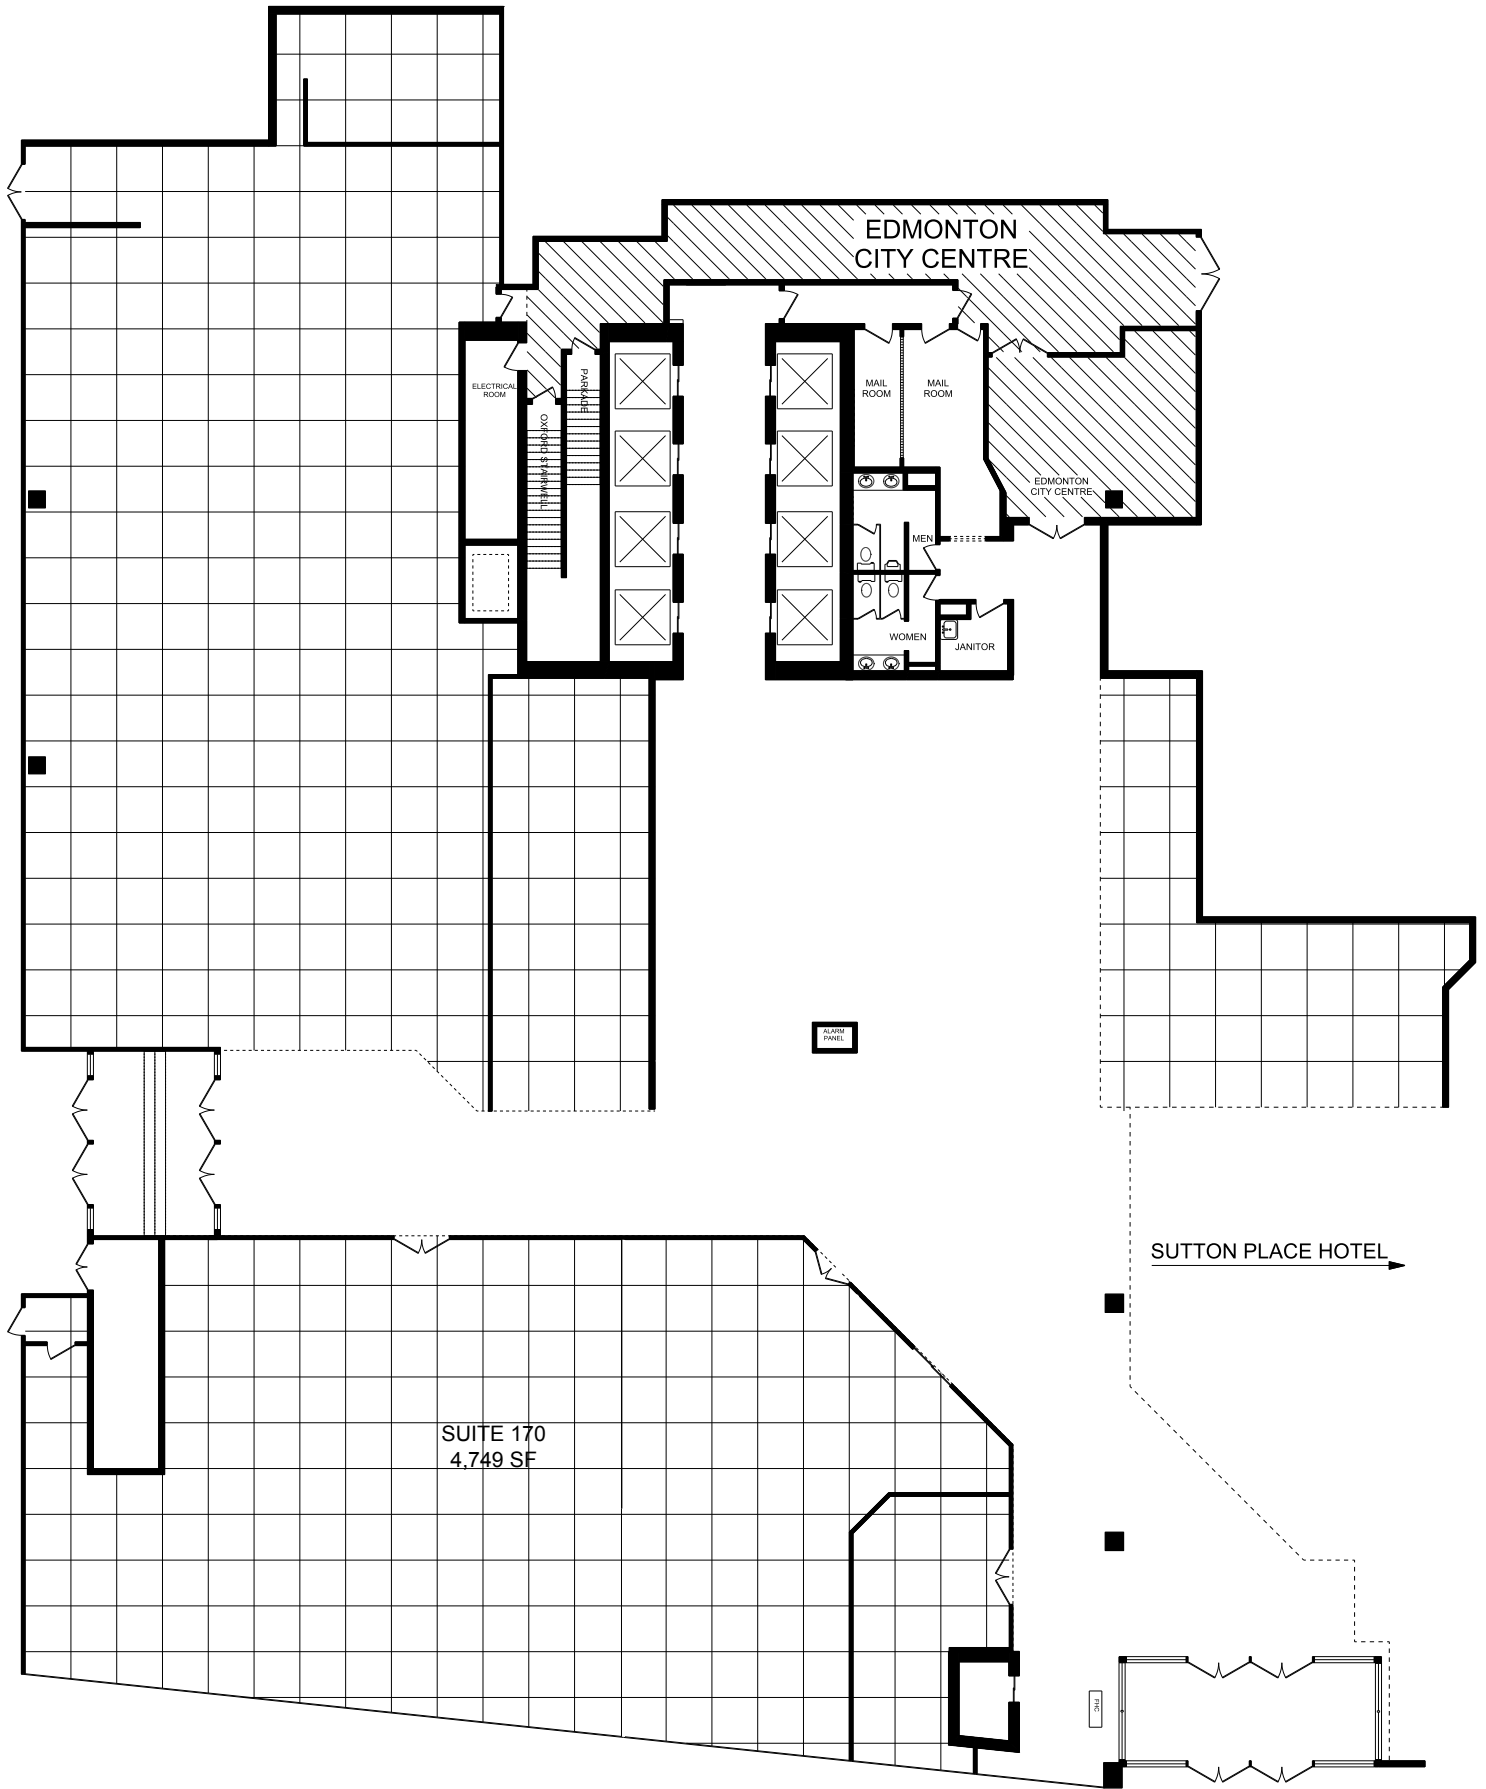 EDMONTON
CITY CENTRE
ELECTRICAL
ROOM
PARKADE
OXFORD STAIRWELL
MAIL
ROOM
MAIL
ROOM
EDMONTON
CITY CENTRE
MEN
WOMEN
JANITOR
ALARM
PANEL
SUTTON PLACE HOTEL
SUITE 170
4,749 SF
FHC